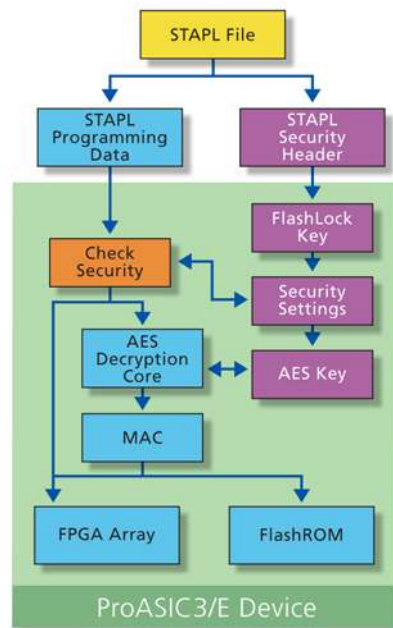 STAPL File
STAPL
Programming
Data
STAPL
Security
Header
FlashLock
Key
Check
Security
Security
Settings
AES
Decryption
Core
AES Key
MAC
FPGA Array
FlashROM
ProASIC3/E Device